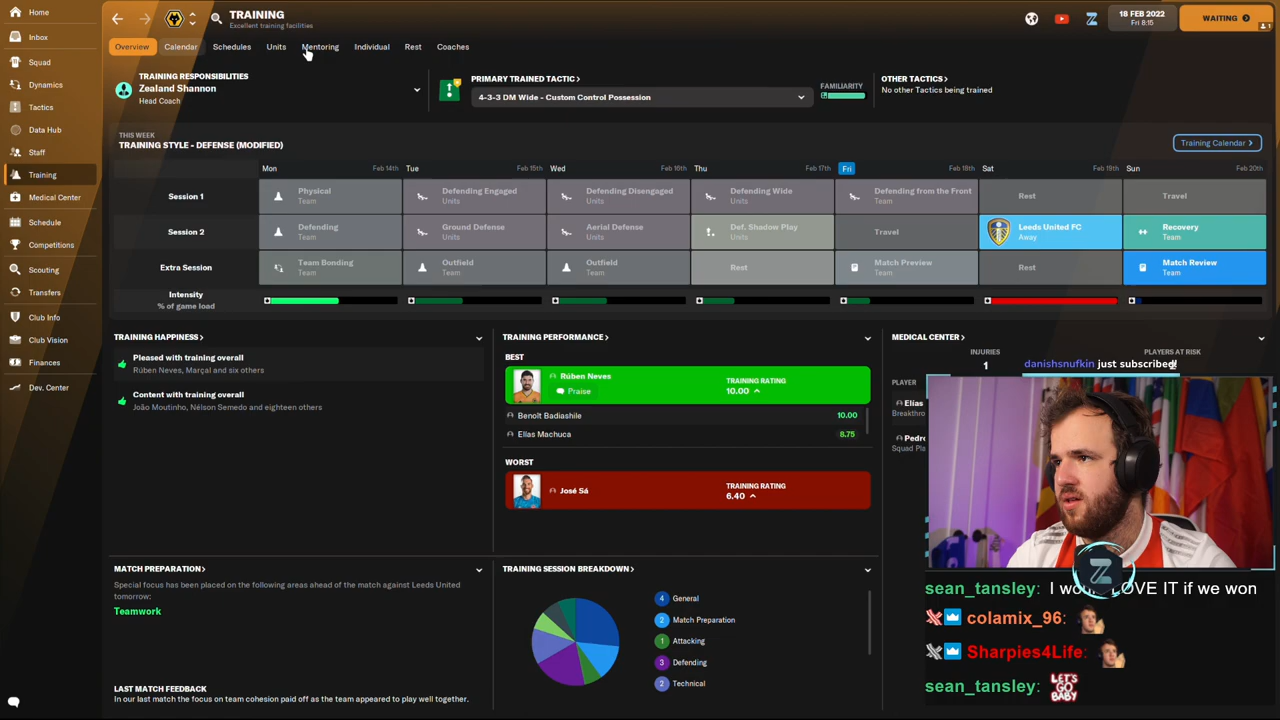 Home
Inbox
Squad
Dynamics
Tactics
Data Hub
Staff
Training
Medical Center
Schedule
Competitions
Scouting
Transfers
Club Info
Club Vision
Finances
Dev. Center
TRAINING
Excellent training facilities
18 FEB 2022
Fri 8:15
WAITING
1
Overview Calendar Schedules Units Mentoring Individual Rest Coaches
TRAINING RESPONSIBILITIES
Zealand Shannon
Head Coach
PRIMARY TRAINED TACTIC >
4-3-3 DM Wide - Custom Control Possession
FAMILIARITY
OTHER TACTICS >
No other Tactics being trained
THIS WEEK
TRAINING STYLE - DEFENSE (MODIFIED)
Training Calendar >
Mon Feb 14th Tue Feb 15th Wed Feb 16th Thu Feb 17th Fri Feb 18th Sat Feb 19th Sun Feb 20th
Session 1
Physical
Team
Defending Engaged
Units
Defending Disengaged
Units
Defending Wide
Units
Defending from the Front
Team
Rest
Travel
Session 2
Defending
Team
Ground Defense
Units
Aerial Defense
Units
Def. Shadow Play
Units
Travel
Leeds United FC
Away
Recovery
Team
Extra Session
Team Bonding
Team
Outfield
Team
Outfield
Team
Rest
Match Preview
Team
Rest
Match Review
Team
Intensity
% of game load
TRAINING HAPPINESS >
Pleased with training overall
Rúben Neves, Marçal and six others
Content with training overall
João Moutinho, Nélson Semedo and eighteen others
TRAINING PERFORMANCE >
BEST
Rúben Neves
Praise
TRAINING RATING
10.00
Benoît Badiashile 10.00
Elías Machuca 8.75
WORST
José Sá
TRAINING RATING
6.40
MEDICAL CENTER >
INJURIES
1
PLAYERS AT RISK
danishsnufkin just subscribed!
PLAYER
Elías
Breakthro
Pedro
Squad Pla
MATCH PREPARATION >
Special focus has been placed on the following areas ahead of the match against Leeds United
tomorrow:
Teamwork
LAST MATCH FEEDBACK
In our last match the focus on team cohesion paid off as the team appeared to play well together.
TRAINING SESSION BREAKDOWN >
4 General
2 Match Preparation
1 Attacking
3 Defending
2 Technical
sean_tansley: I wou LOVE IT if we won
colamix_96:
Sharpies4Life:
sean_tansley: LET'S GO BABY